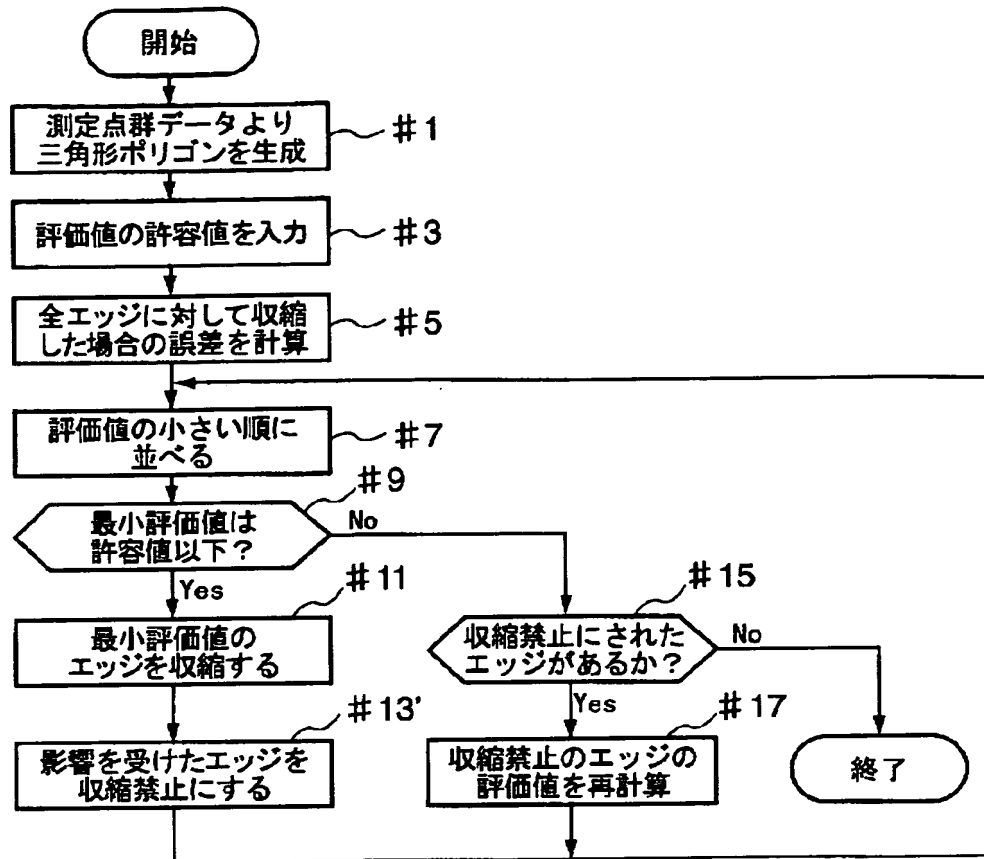 開始
測定点群データより
三角形ポリゴンを生成
#1
評価値の許容値を入力
#3
全エッジに対して収縮
した場合の誤差を計算
#5
評価値の小さい順に
並べる
#7
#9
最小評価値は
許容値以下?
No
Yes
#11
最小評価値の
エッジを収縮する
#13'
影響を受けたエッジを
収縮禁止にする
#15
収縮禁止にされた
エッジがあるか?
No
Yes
#17
収縮禁止のエッジの
評価値を再計算
終了